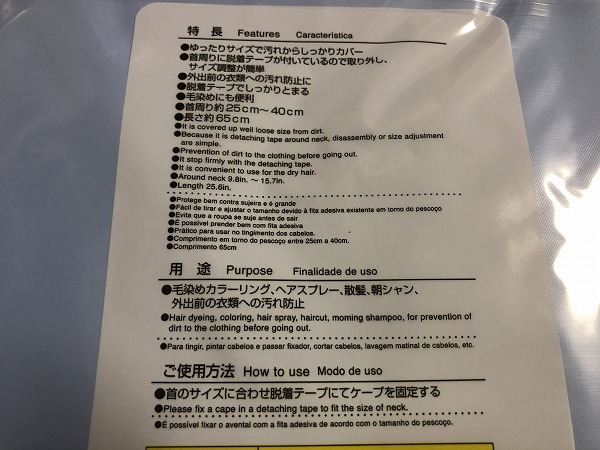 特長 Features Caracteristica
●ゆったりサイズで汚れからしっかりカバー
●首周りに脱着テープが付いているので取り外し、
サイズ調整が簡単
●外出前の衣類への汚れ防止に
●脱着テープでしっかりとまる
●毛染めにも便利
●首周り約25cm～40cm
●長さ約65cm
●It is covered up well loose size from dirt.
●Because it is detaching tape around neck, disassembly or size adjustment
are simple.
●Prevention of dirt to the clothing before going out.
●It stop firmly with the detaching tape.
●It is convenient to use for the dry hair.
●Around neck 9.8in. ～ 15.7in.
●Length 25.6in.
●Protege bem contra sujeira e é grande
●Fácil de tirar e ajustar o tamanho devido à fita adesiva existente em torno do pescoço
●Evita que a roupa se suje antes de sair
●É possível prender bem com fita adesiva
●Prático para usar no tingimento dos cabelos.
●Comprimento em torno do pescoço entre 25cm a 40cm.
●Comprimento 65cm
用途 Purpose Finalidade de uso
●毛染めカラーリング、ヘアスプレー、散髪、朝シャン、
外出前の衣類への汚れ防止
●Hair dyeing, coloring, hair spray, haircut, morning shampoo, for prevention of
dirt to the clothing before going out.
●Para tingir, pintar cabelos e passar fixador, cortar cabelos, lavagem matinal de cabelos, etc.
ご使用方法 How to use Modo de uso
●首のサイズに合わせ脱着テープにてケープを固定する
●Please fix a cape in a detaching tape to fit the size of neck.
●É possível fixar o avental com a fita adesiva de acordo com o tamanho do pescoço.